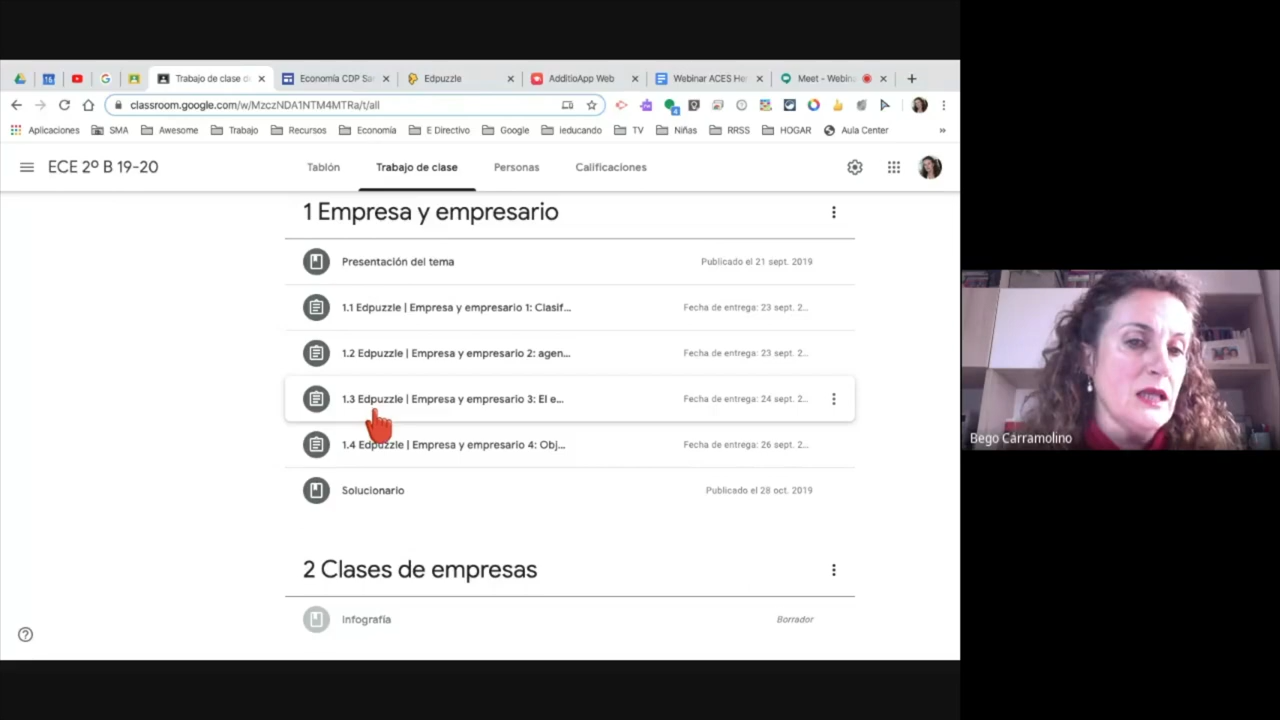 16
Trabajo de clase d
Economía CDP Sa
Edpuzzle
AdditioApp Web
Webinar ACES He
Meet - Webin
classroom.google.com/w/MzczNDA1NTM4MTRa/t/all
Aplicaciones SMA Awesome Trabajo Recursos Economía E Directivo Google ieducando TV Niñas RRSS HOGAR Aula Center »
ECE 2º B 19-20 Tablón Trabajo de clase Personas Calificaciones
1 Empresa y empresario
Presentación del tema Publicado el 21 sept. 2019
1.1 Edpuzzle | Empresa y empresario 1: Clasif... Fecha de entrega: 23 sept. 2...
1.2 Edpuzzle | Empresa y empresario 2: agen... Fecha de entrega: 23 sept. 2...
1.3 Edpuzzle | Empresa y empresario 3: El e... Fecha de entrega: 24 sept. 2...
1.4 Edpuzzle | Empresa y empresario 4: Obj... Fecha de entrega: 26 sept. 2...
Solucionario Publicado el 28 oct. 2019
2 Clases de empresas
Infografía Borrador
Bego Carramolino